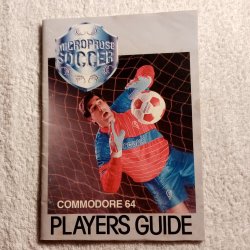 MICROPROSE
SOCCER
COMMODORE 64
PLAYERS GUIDE